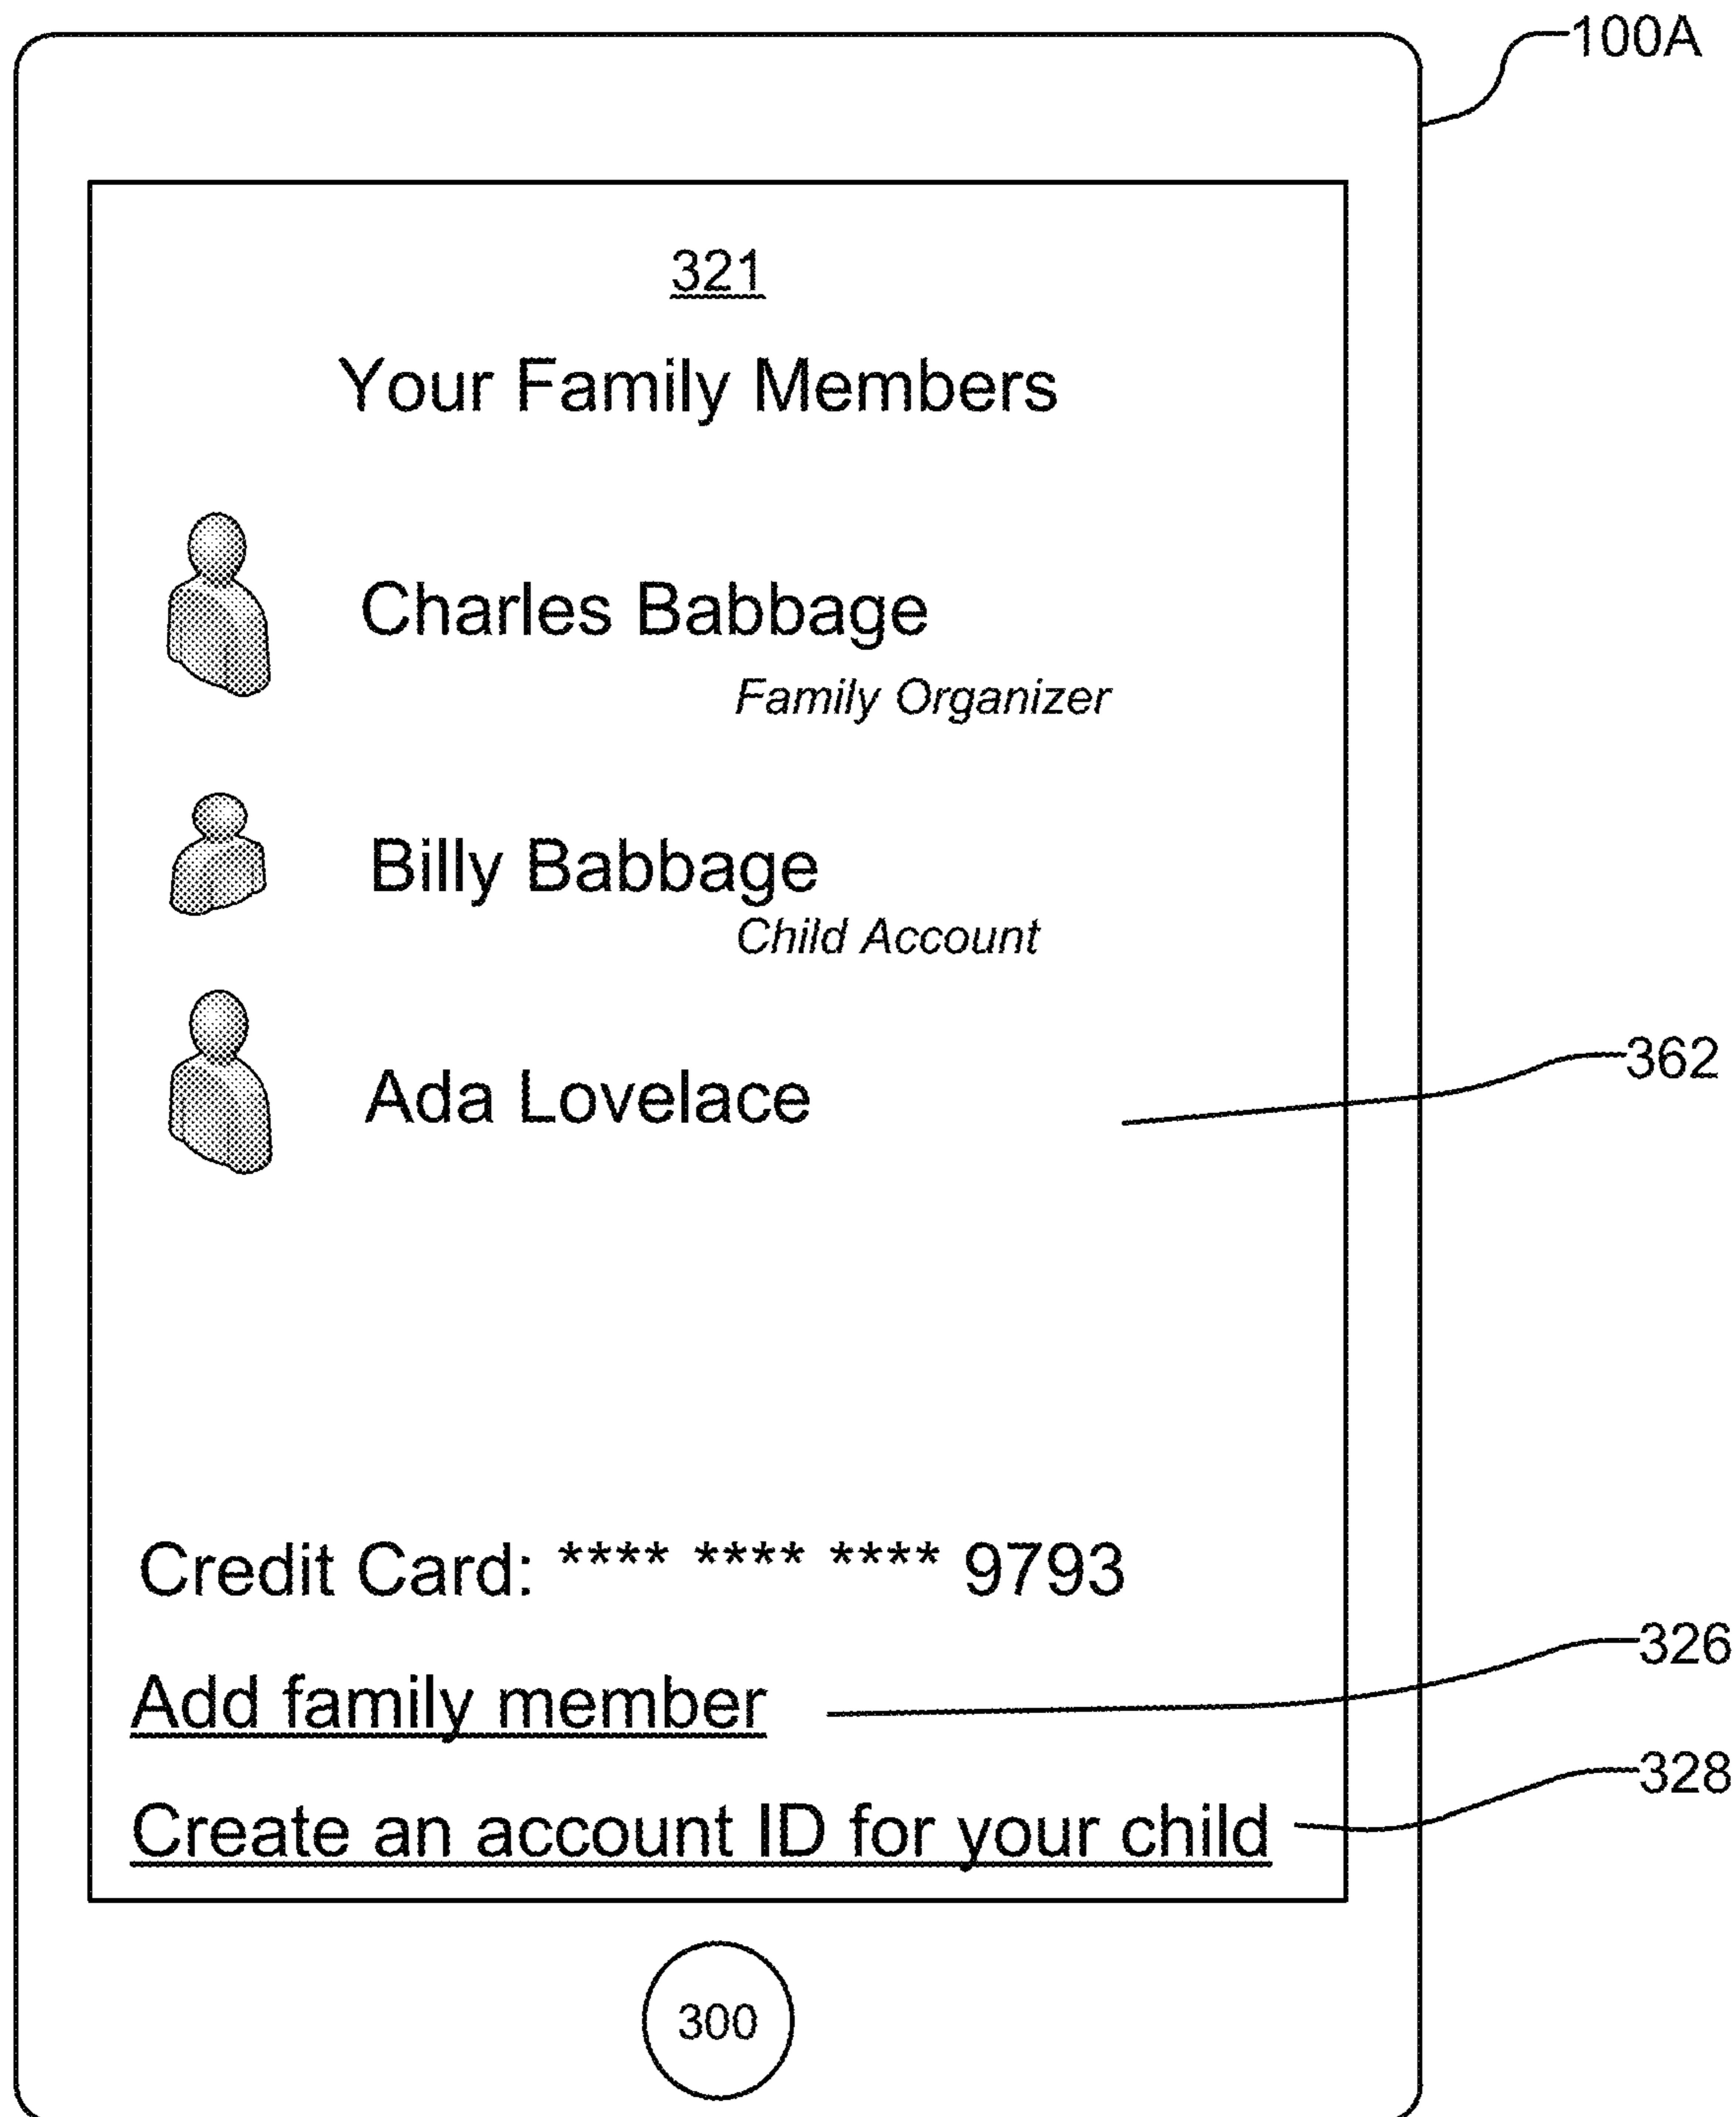 100A
321
Your Family Members
Charles Babbage
Family Organizer
Billy Babbage
Child Account
Ada Lovelace
362
Credit Card: **** **** **** 9793
326
Add family member
328
Create an account ID for your child
300